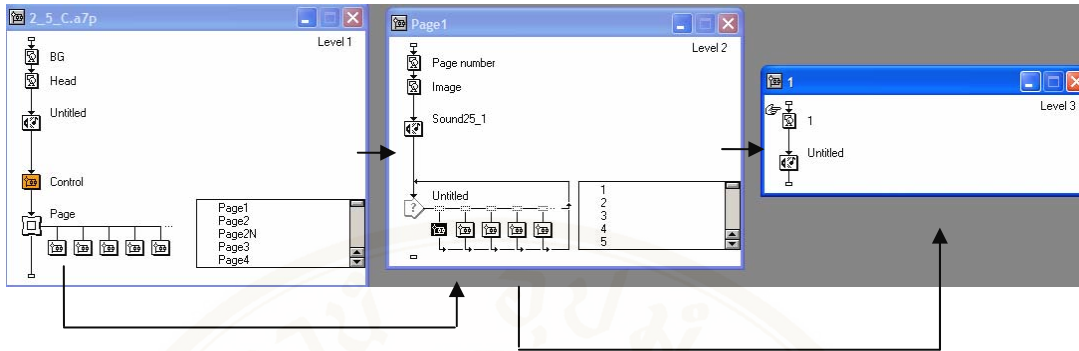 2_5_C.a7p
Level 1
BG
Head
Untitled
Control
Page
Page1
Page2
Page2N
Page3
Page4
Page1
Level 2
Page number
Image
Sound25_1
Untitled
1
2
3
4
5
1
Level 3
1
Untitled